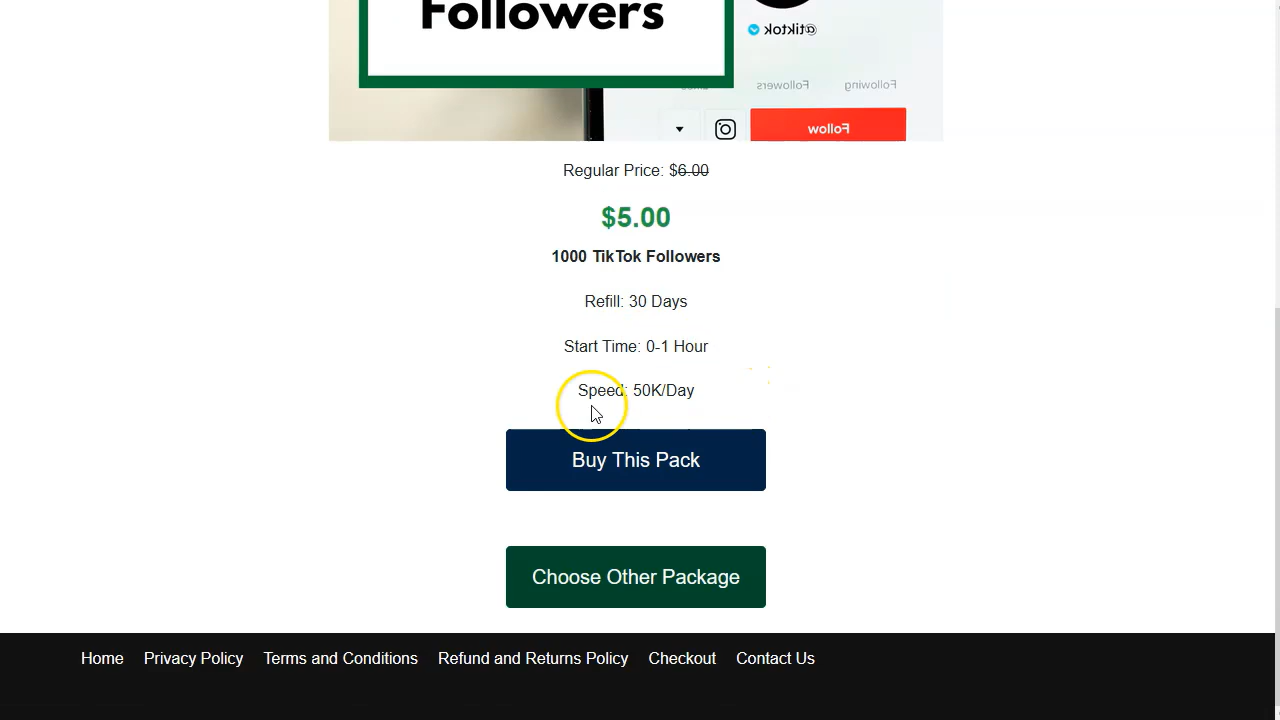 Followers
@tiktok
Following
Followers
Follow
Regular Price: $6.00
$5.00
1000 TikTok Followers
Refill: 30 Days
Start Time: 0-1 Hour
Speed: 50K/Day
Buy This Pack
Choose Other Package
Home
Privacy Policy
Terms and Conditions
Refund and Returns Policy
Checkout
Contact Us